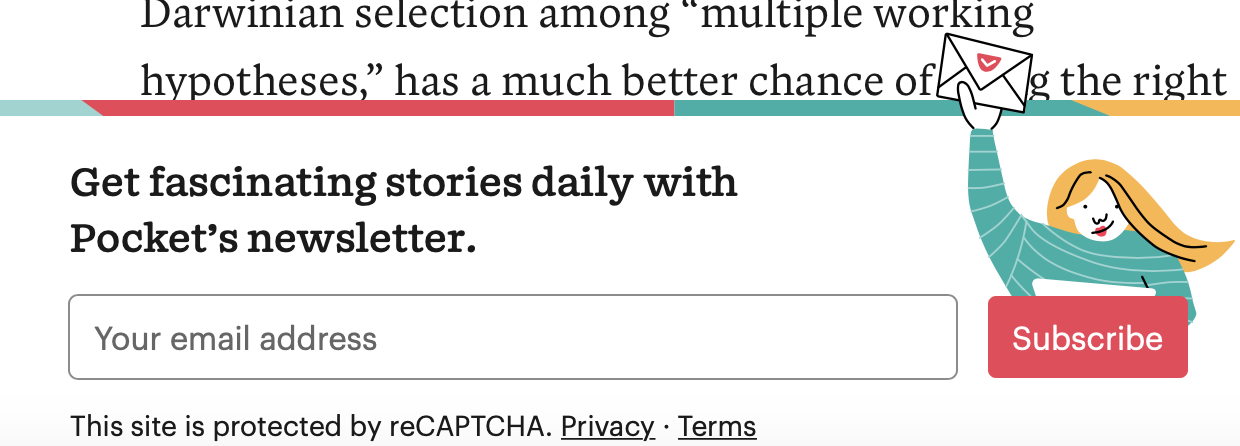 Darwinian selection among “multiple working
hypotheses,” has a much better chance of the right
Get fascinating stories daily with
Pocket’s newsletter.
Your email address
Subscribe
This site is protected by reCAPTCHA. Privacy · Terms